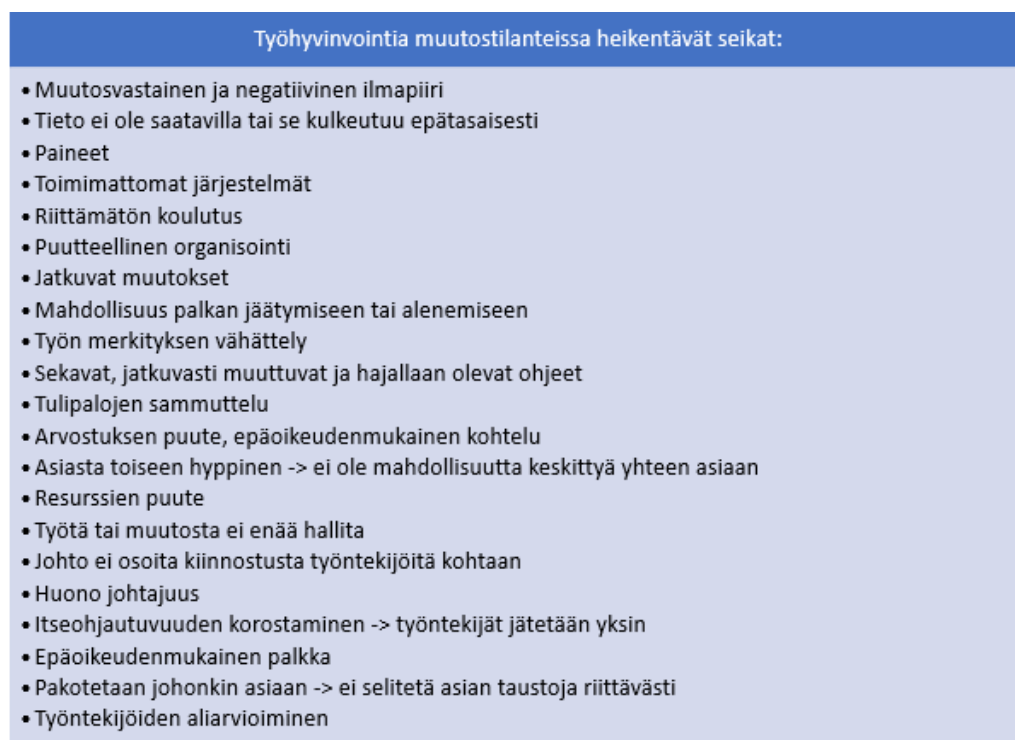 Työhyvinvointia muutostilanteissa heikentävät seikat:
• Muutosvastainen ja negatiivinen ilmapiiri
• Tieto ei ole saatavilla tai se kulkeutuu epätasaisesti
• Paineet
• Toimimattomat järjestelmät
• Riittämätön koulutus
• Puutteellinen organisointi
• Jatkuvat muutokset
• Mahdollisuus palkan jäätymiseen tai alenemiseen
• Työn merkityksen vähättely
• Sekavat, jatkuvasti muuttuvat ja hajallaan olevat ohjeet
• Tulipalojen sammuttelu
• Arvostuksen puute, epäoikeudenmukainen kohtelu
• Asiasta toiseen hyppinen -> ei ole mahdollisuutta keskittyä yhteen asiaan
• Resurssien puute
• Työtä tai muutosta ei enää hallita
• Johto ei osoita kiinnostusta työntekijöitä kohtaan
• Huono johtajuus
• Itseohjautuvuuden korostaminen -> työntekijät jätetään yksin
• Epäoikeudenmukainen palkka
• Pakotetaan johonkin asiaan -> ei selitetä asian taustoja riittävästi
• Työntekijöiden aliarvioiminen